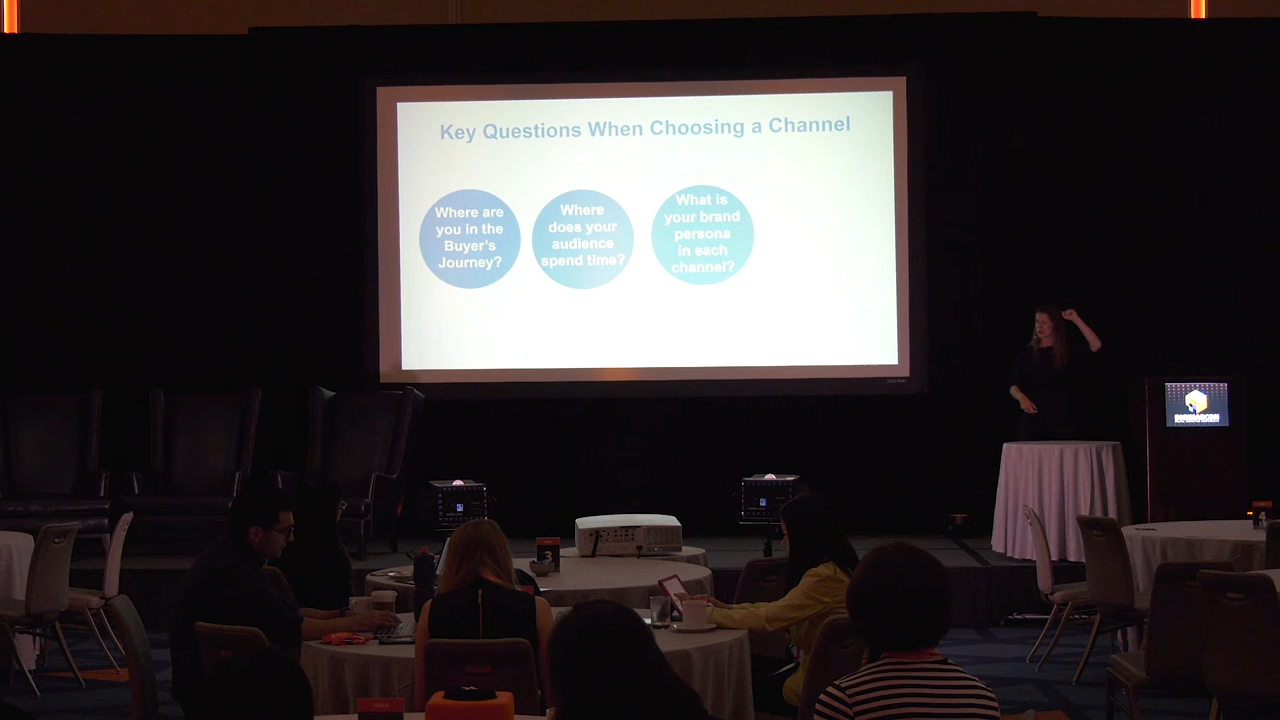 Key Questions When Choosing a Channel
Where are
you in the
Buyer's
Journey?
Where
does your
audience
spend time?
What is
your brand
persona
in each
channel?
3
4